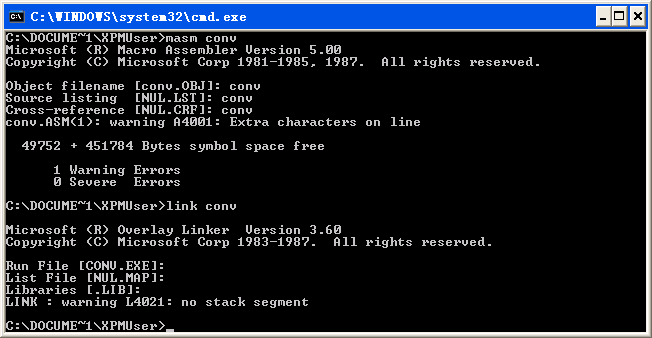 C:\WINDOWS\system32\cmd.exe
C:\DOCUME~1\XPMUser>masm conv
Microsoft (R) Macro Assembler Version 5.00
Copyright (C) Microsoft Corp 1981-1985, 1987.  All rights reserved.
Object filename [conv.OBJ]: conv
Source listing  [NUL.LST]: conv
Cross-reference [NUL.CRF]: conv
conv.ASM(1): warning A4001: Extra characters on line
49752 + 451784 Bytes symbol space free
1 Warning Errors
0 Severe  Errors
C:\DOCUME~1\XPMUser>link conv
Microsoft (R) Overlay Linker  Version 3.60
Copyright (C) Microsoft Corp 1983-1987.  All rights reserved.
Run File [CONV.EXE]:
List File [NUL.MAP]:
Libraries [.LIB]:
LINK : warning L4021: no stack segment
C:\DOCUME~1\XPMUser>_